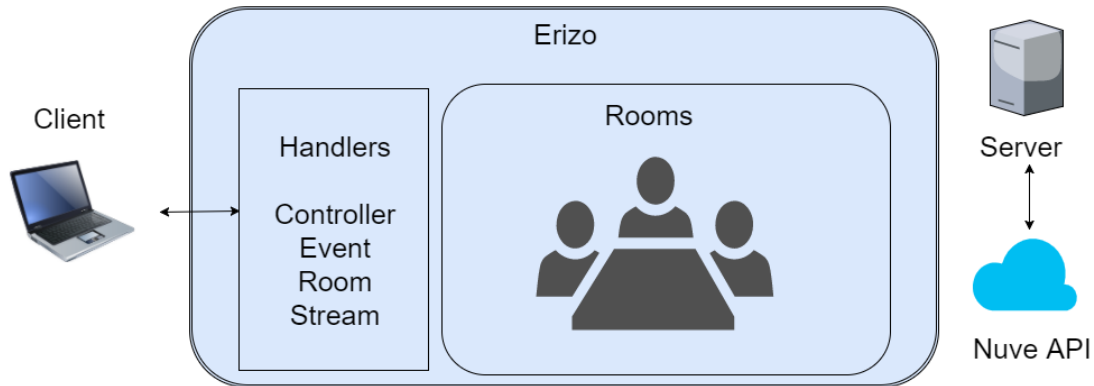 Erizo
Client
Handlers
Controller
Event
Room
Stream
Rooms
Server
Nuve API